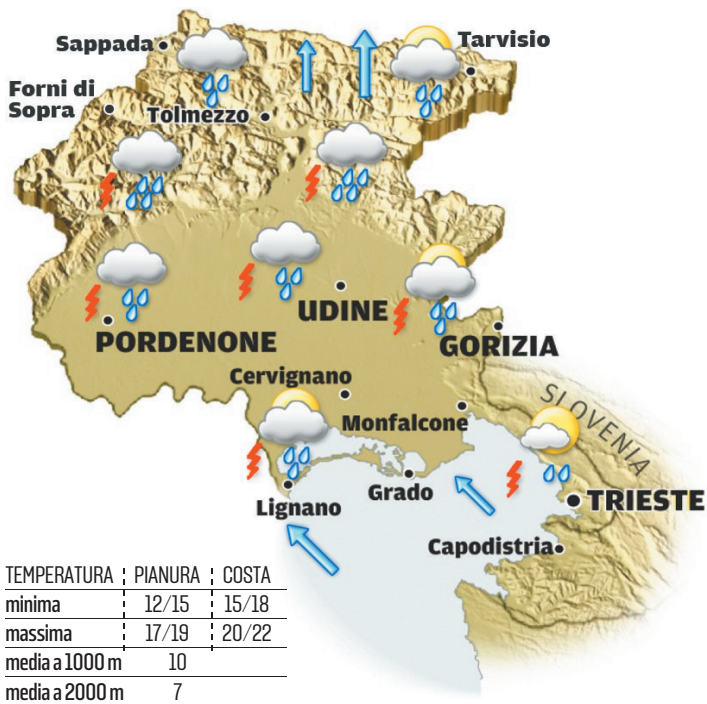 Sappada
Tarvisio
Forni di
Sopra
Tolmezzo
UDINE
PORDENONE
GORIZIA
Cervignano
SLOVENIA
Monfalcone
Grado
Lignano
TRIESTE
Capodistria
TEMPERATURA PIANURA COSTA
minima 12/15 15/18
massima 17/19 20/22
media a 1000 m 10
media a 2000 m 7